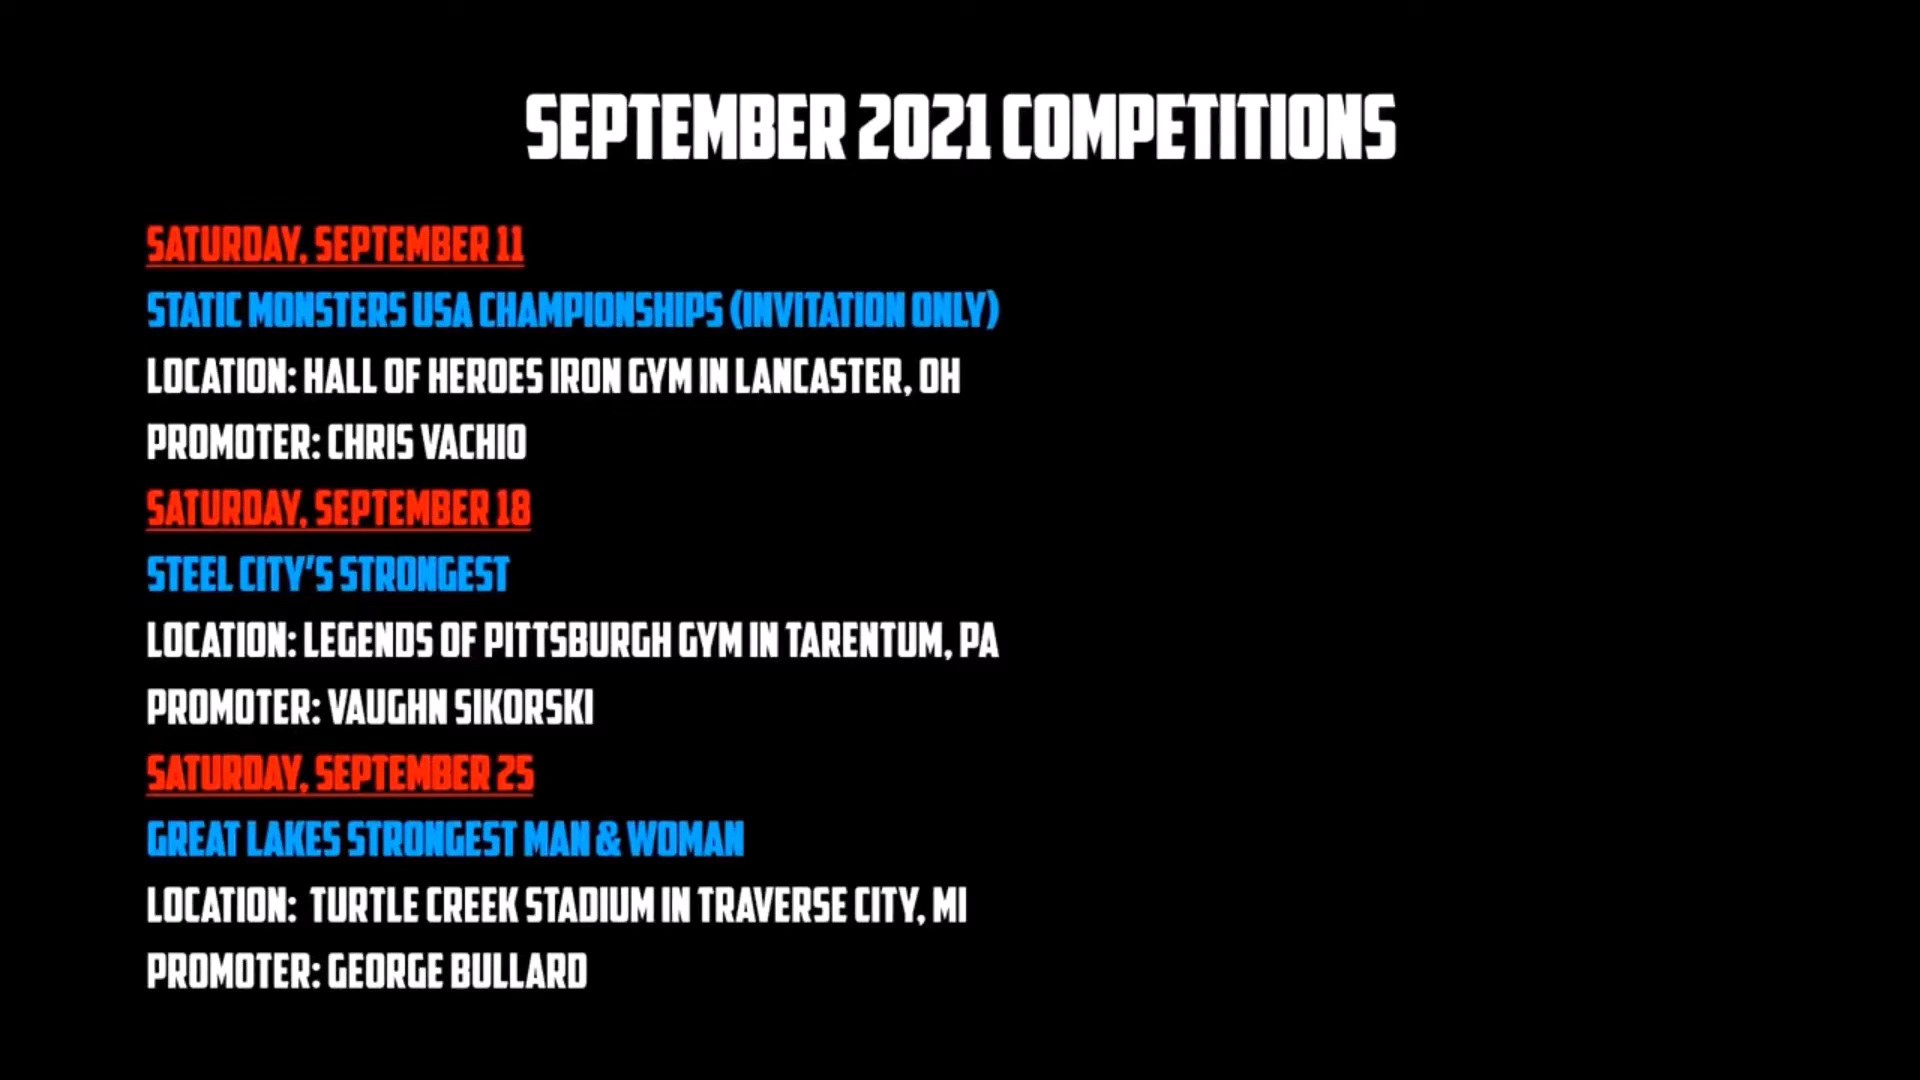 SEPTEMBER 2021 COMPETITIONS
SATURDAY, SEPTEMBER 11
STATIC MONSTERS USA CHAMPIONSHIPS (INVITATION ONLY)
LOCATION: HALL OF HEROES IRON GYM IN LANCASTER, OH
PROMOTER: CHRIS VACHIO
SATURDAY, SEPTEMBER 18
STEEL CITY'S STRONGEST
LOCATION: LEGENDS OF PITTSBURGH GYM IN TARENTUM, PA
PROMOTER: VAUGHN SIKORSKI
SATURDAY, SEPTEMBER 25
GREAT LAKES STRONGEST MAN & WOMAN
LOCATION: TURTLE CREEK STADIUM IN TRAVERSE CITY, MI
PROMOTER: GEORGE BULLARD